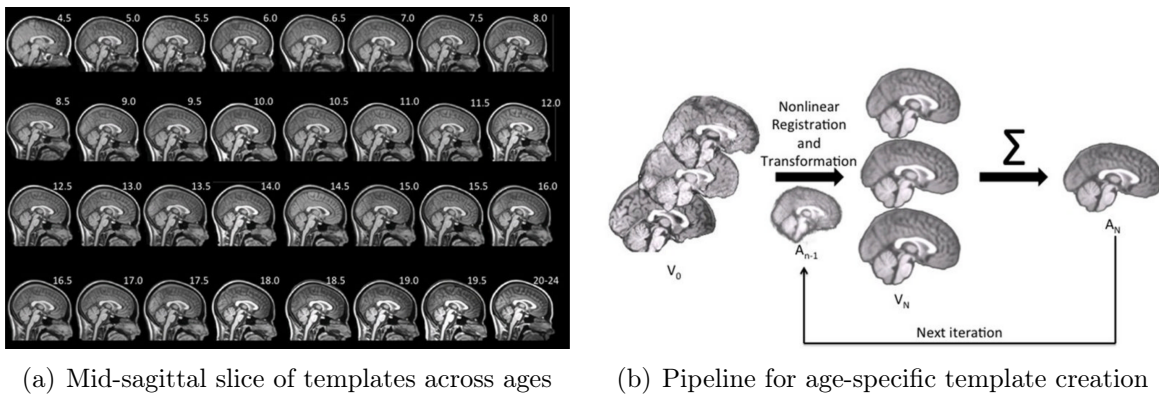 4.5 5.0 5.5 6.0 6.5 7.0 7.5 8.0
8.5 9.0 9.5 10.0 10.5 11.0 11.5 12.0
12.5 13.0 13.5 14.0 14.5 15.0 15.5 16.0
16.5 17.0 17.5 18.0 18.5 19.0 19.5 20-24
(a) Mid-sagittal slice of templates across ages
Nonlinear
Registration
and
Transformation
Σ
A_{n-1}
A_N
V_0
V_N
Next iteration
(b) Pipeline for age-specific template creation